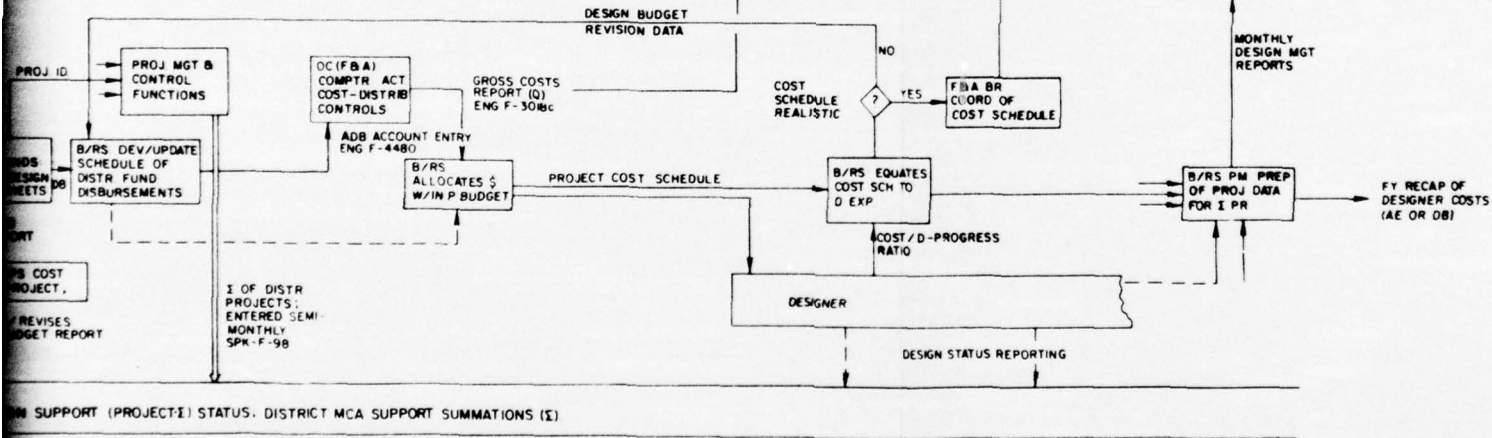 DESIGN BUDGET
REVISION DATA
PROJ ID
PROJ MGT &
CONTROL
FUNCTIONS
OC (F&A)
COMPTR ACT
COST-DISTRIB
CONTROLS
GROSS COSTS
REPORT (Q)
ENG F-3018c
ADB ACCOUNT ENTRY
ENG F-4480
NO
COST
SCHEDULE
REALISTIC
?
YES
F&A BR
COORD OF
COST SCHEDULE
MONTHLY
DESIGN MGT
REPORTS
DB
B/RS DEV/UPDATE
SCHEDULE OF
DISTR FUND
DISBURSEMENTS
B/RS
ALLOCATES $
W/IN P BUDGET
PROJECT COST SCHEDULE
B/RS EQUATES
COST SCH TO
D EXP
B/RS PM PREP
OF PROJ DATA
FOR Σ PR
FY RECAP OF
DESIGNER COSTS
(AE OR DB)
COST/D-PROGRESS
RATIO
COST
REVISES
REPORT
Σ OF DISTR
PROJECTS;
ENTERED SEMI-
MONTHLY
SPK-F-98
DESIGNER
DESIGN STATUS REPORTING
SUPPORT (PROJECT-Σ) STATUS. DISTRICT MCA SUPPORT SUMMATIONS (Σ)